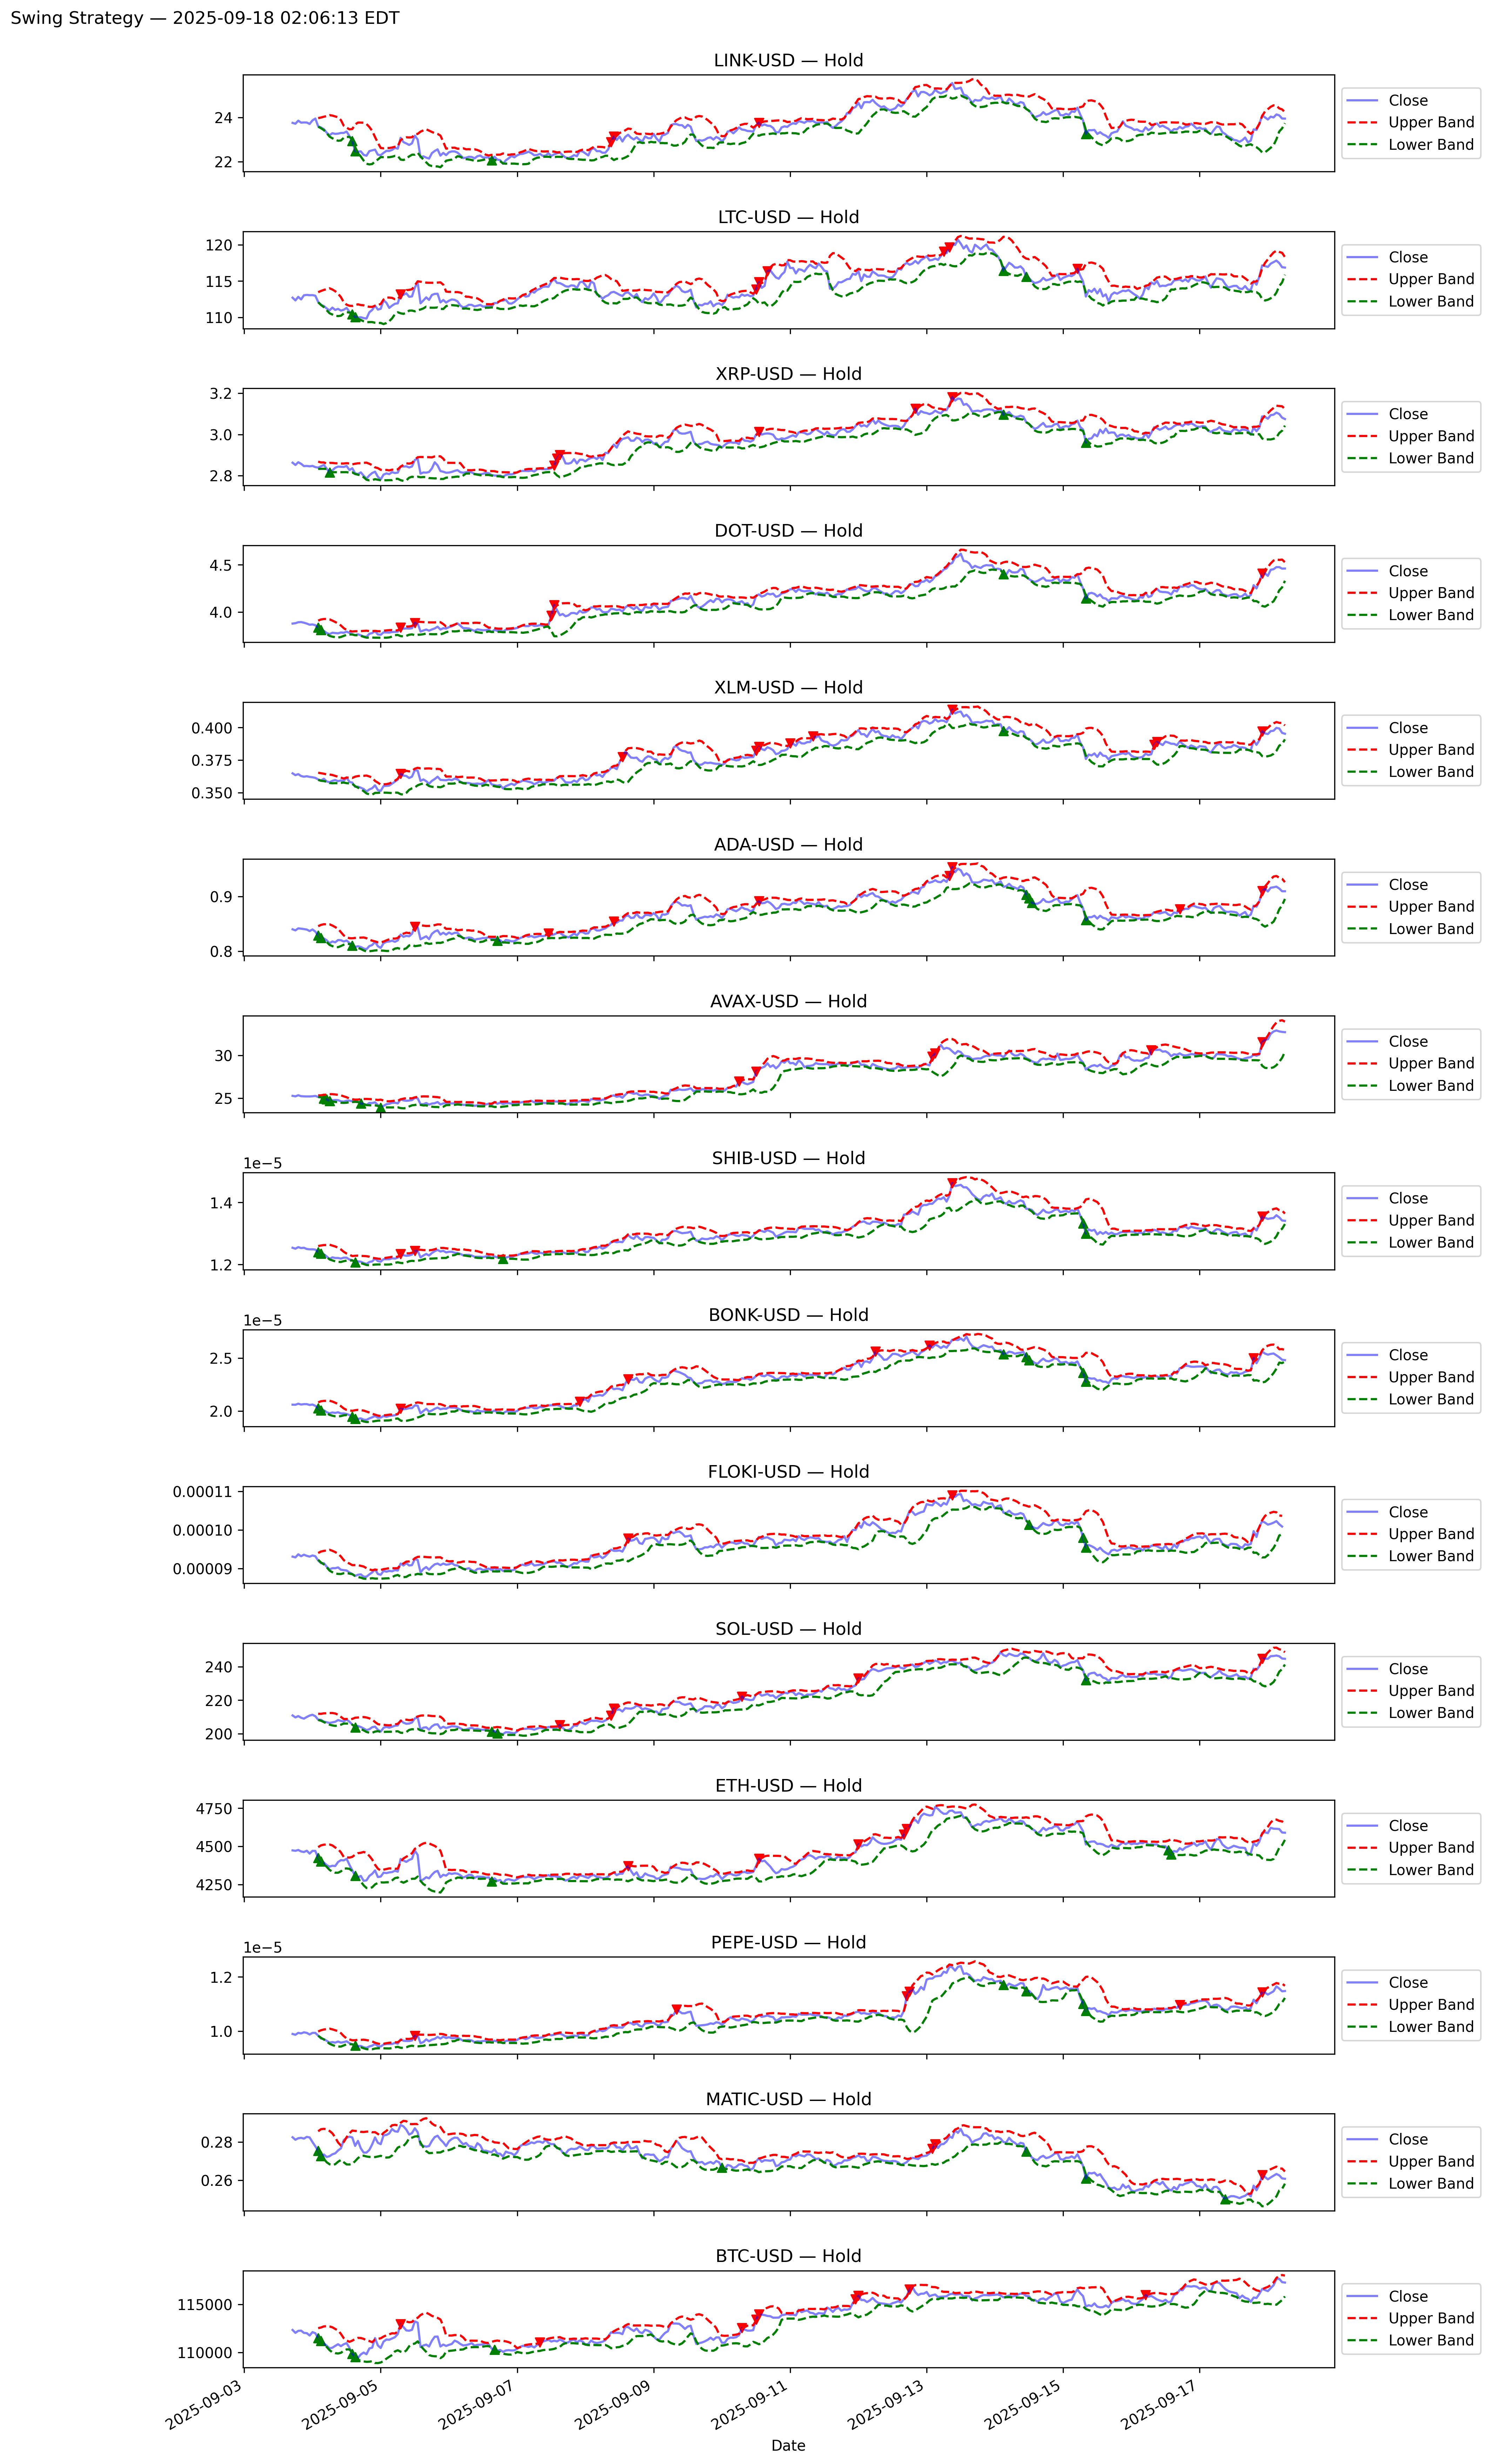 Swing Strategy — 2025-09-18 02:06:13 EDT
LINK-USD — Hold
24
22
Close
Upper Band
Lower Band
LTC-USD — Hold
120
115
110
Close
Upper Band
Lower Band
XRP-USD — Hold
3.2
3.0
2.8
Close
Upper Band
Lower Band
DOT-USD — Hold
4.5
4.0
Close
Upper Band
Lower Band
XLM-USD — Hold
0.400
0.375
0.350
Close
Upper Band
Lower Band
ADA-USD — Hold
0.9
0.8
Close
Upper Band
Lower Band
AVAX-USD — Hold
30
25
Close
Upper Band
Lower Band
SHIB-USD — Hold
1e−5
1.4
1.2
Close
Upper Band
Lower Band
BONK-USD — Hold
1e−5
2.5
2.0
Close
Upper Band
Lower Band
FLOKI-USD — Hold
0.00011
0.00010
0.00009
Close
Upper Band
Lower Band
SOL-USD — Hold
240
220
200
Close
Upper Band
Lower Band
ETH-USD — Hold
4750
4500
4250
Close
Upper Band
Lower Band
PEPE-USD — Hold
1e−5
1.2
1.0
Close
Upper Band
Lower Band
MATIC-USD — Hold
0.28
0.26
Close
Upper Band
Lower Band
BTC-USD — Hold
115000
110000
Close
Upper Band
Lower Band
2025-09-03
2025-09-05
2025-09-07
2025-09-09
2025-09-11
2025-09-13
2025-09-15
2025-09-17
Date